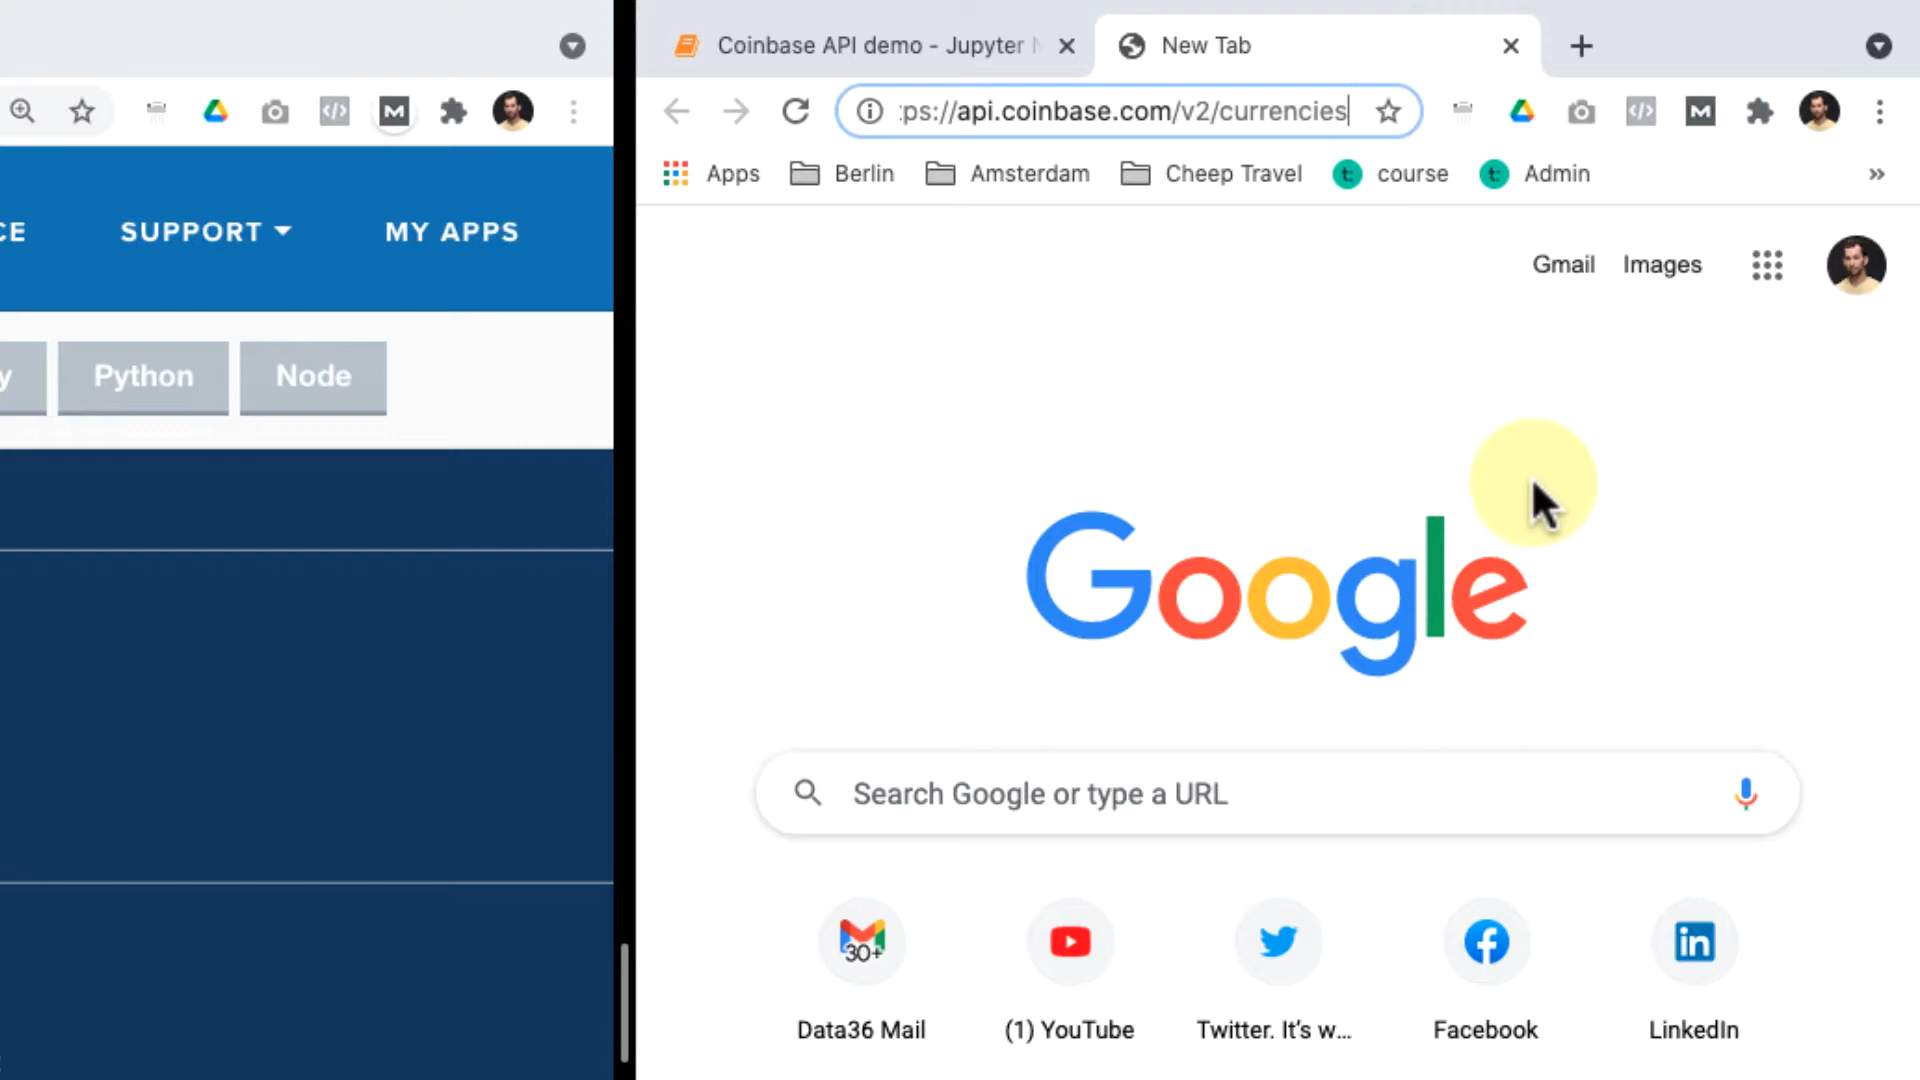 CE
SUPPORT
MY APPS
y
Python
Node
Coinbase API demo - Jupyter
New Tab
ps://api.coinbase.com/v2/currencies
Apps
Berlin
Amsterdam
Cheep Travel
t:
course
t:
Admin
»
Gmail
Images
Google
Search Google or type a URL
30+
Data36 Mail
(1) YouTube
Twitter. It's w...
Facebook
in
LinkedIn